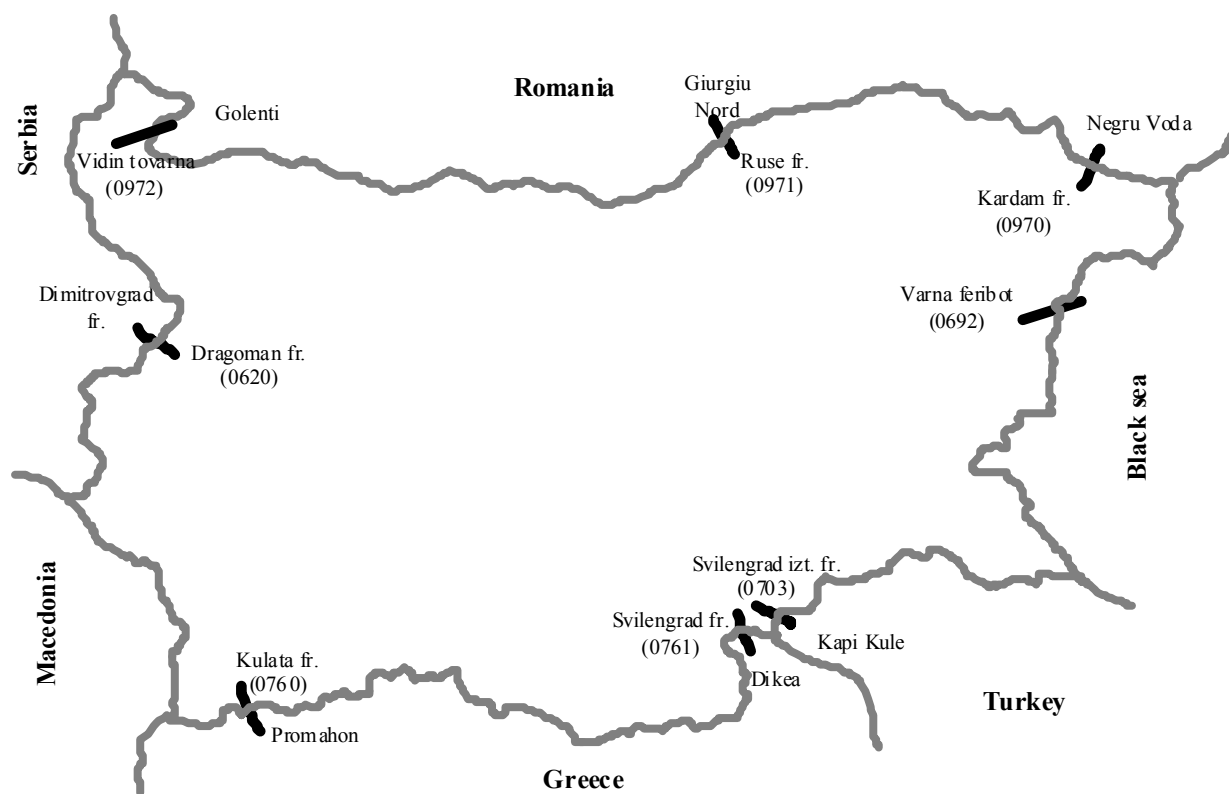 Romania
Giurgiu
Nord
Golenti
Negru Voda
Serbia
Vidin tovarna
(0972)
Ruse fr.
(0971)
Kardam fr.
(0970)
Dimitrovgrad
fr.
Varna feribot
(0692)
Dragoman fr.
(0620)
Black sea
Svilengrad izt. fr.
(0703)
Macedonia
Svilengrad fr.
(0761)
Kapi Kule
Kulata fr.
(0760)
Dikea
Turkey
Promahon
Greece